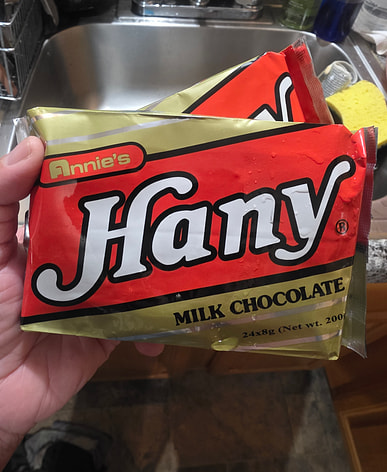 Annie's
Hany®
MILK CHOCOLATE
24x8g (Net wt. 200